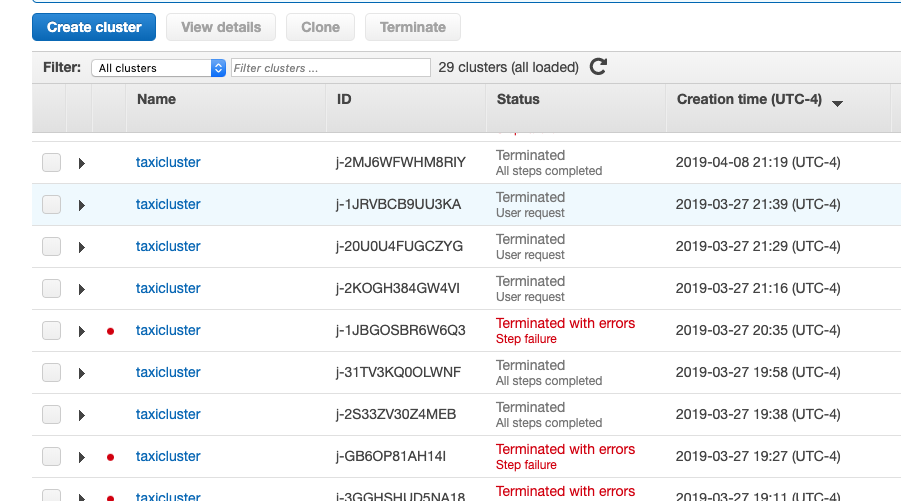 Create cluster View details Clone Terminate
Filter: All clusters Filter clusters ... 29 clusters (all loaded)
Name ID Status Creation time (UTC-4)
taxicluster j-2MJ6WFWHM8RIY Terminated 2019-04-08 21:19 (UTC-4)
All steps completed
taxicluster j-1JRVBCB9UU3KA Terminated 2019-03-27 21:39 (UTC-4)
User request
taxicluster j-20U0U4FUGCZYG Terminated 2019-03-27 21:29 (UTC-4)
User request
taxicluster j-2KOGH384GW4VI Terminated 2019-03-27 21:16 (UTC-4)
User request
taxicluster j-1JBGOSBR6W6Q3 Terminated with errors 2019-03-27 20:35 (UTC-4)
Step failure
taxicluster j-31TV3KQ0OLWNF Terminated 2019-03-27 19:58 (UTC-4)
All steps completed
taxicluster j-2S33ZV30Z4MEB Terminated 2019-03-27 19:38 (UTC-4)
All steps completed
taxicluster j-GB6OP81AH14I Terminated with errors 2019-03-27 19:27 (UTC-4)
Step failure
taxicluster j-3GGHSHUD5NA18 Terminated with errors 2019-03-27 19:11 (UTC-4)